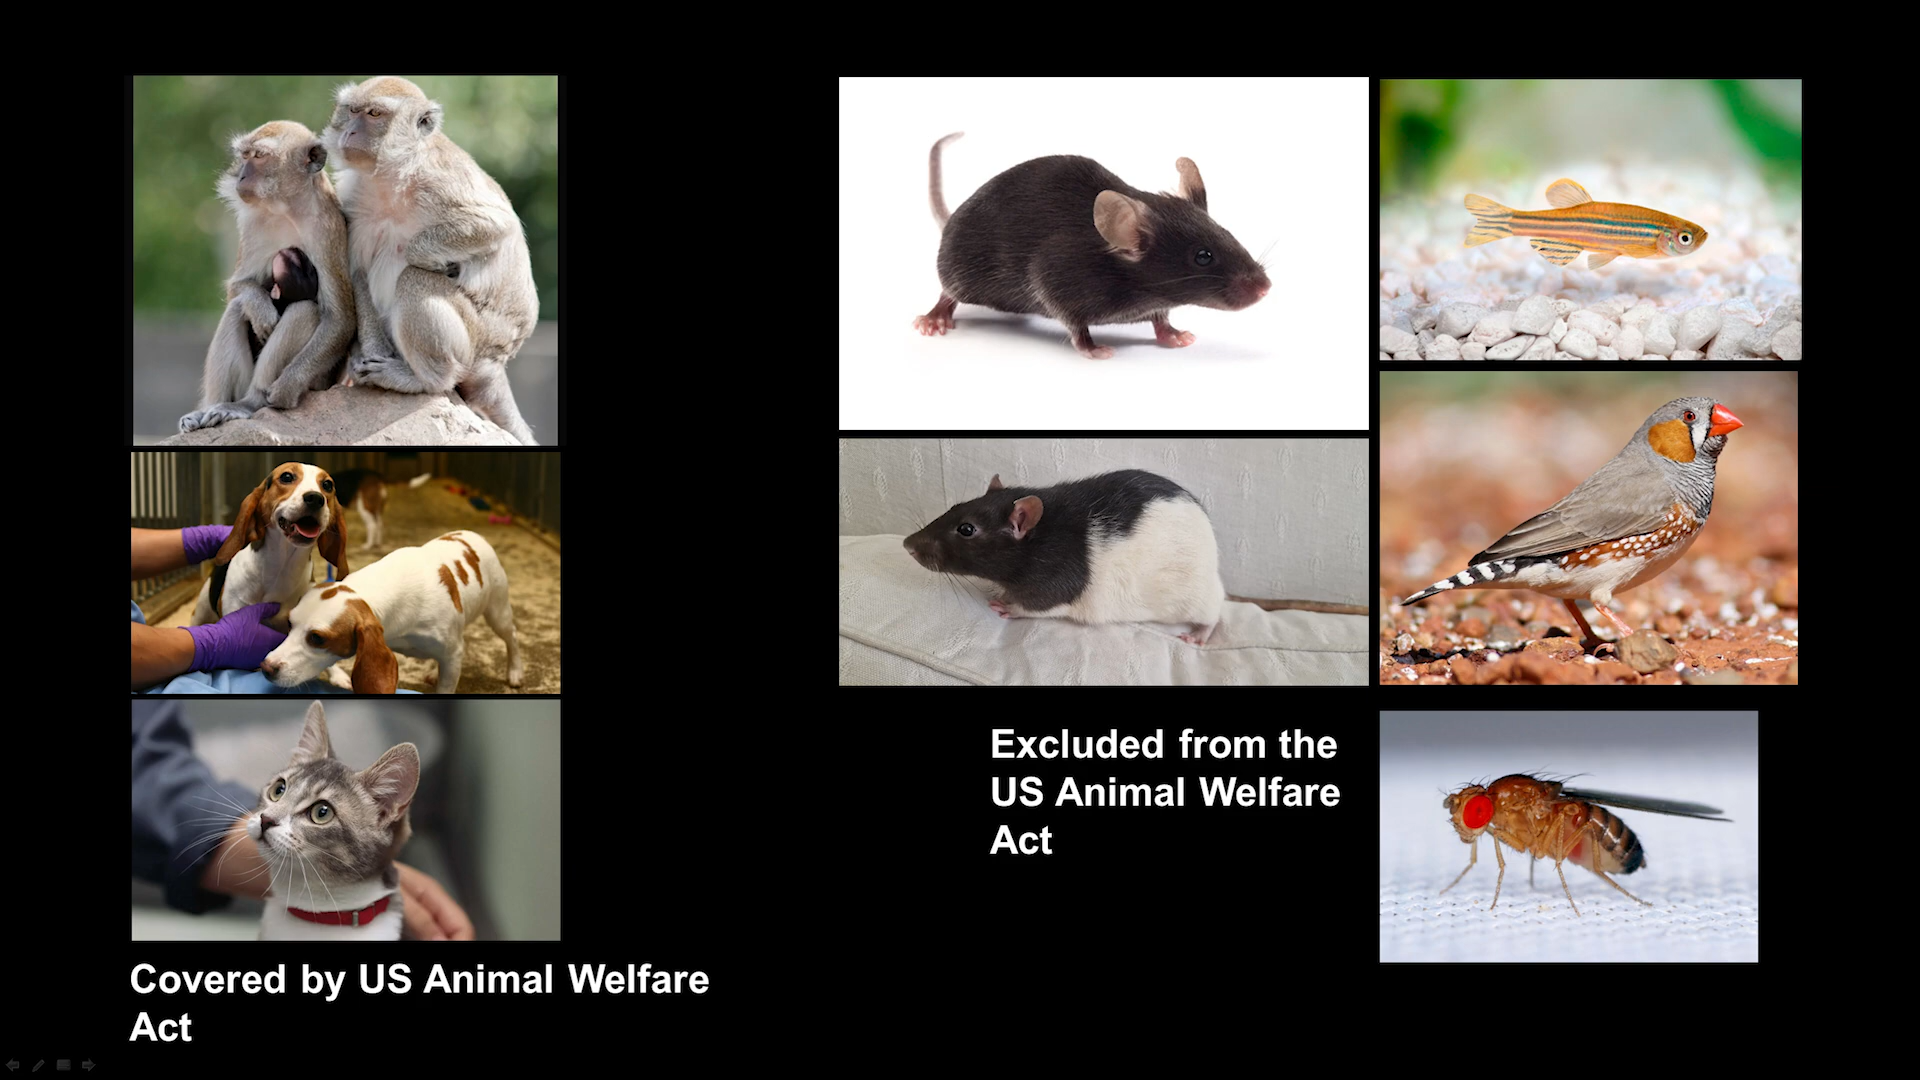 Excluded from the
US Animal Welfare
Act
Covered by US Animal Welfare
Act